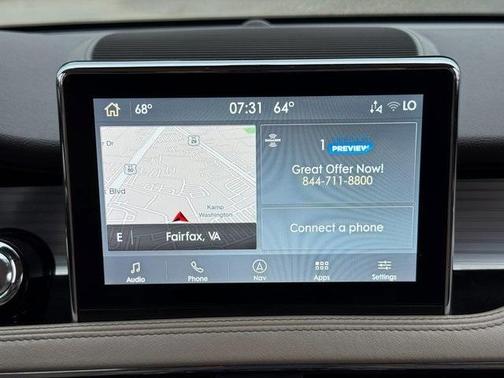 68° 07:31 64° LO
29
Dr
50
Blvd
Kamp
Washington
E Fairfax, VA
1 PREVIEW
Great Offer Now!
844-711-8800
Connect a phone
Audio Phone Nav Apps Settings